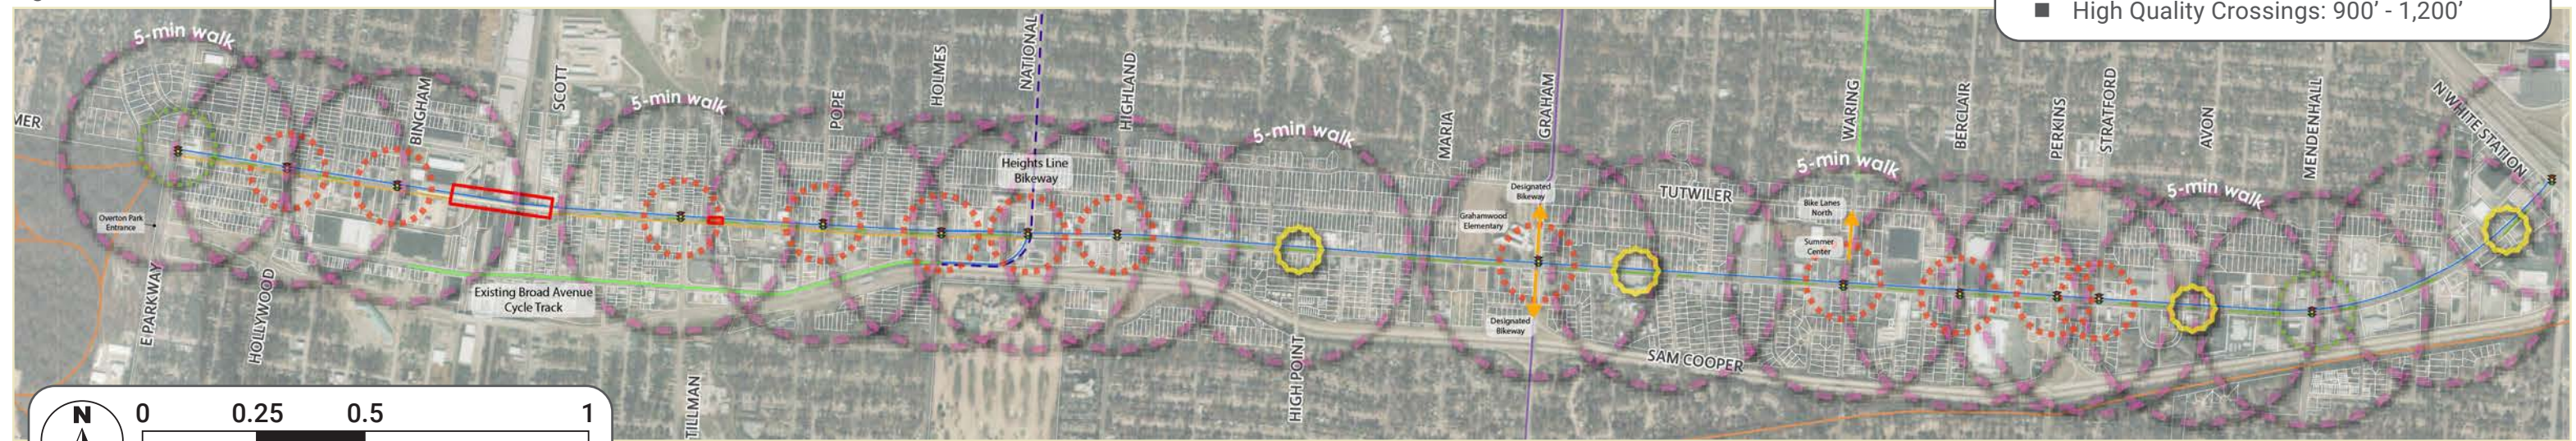 ■ High Quality Crossings: 900’ - 1,200’
5-min walk
MER
BINGHAM
SCOTT
5-min walk
POPE
HOLMES
NATIONAL
HIGHLAND
5-min walk
MARIA
GRAHAM
WARING
BERCLAIR
PERKINS
STRATFORD
AVON
MENDENHALL
N WHITE STATION
Heights Line
Bikeway
Designated
Bikeway
TUTWILER
5-min walk
5-min walk
Overton Park
Entrance
Grahamwood
Elementary
Bike Lanes
North
Summer
Center
E PARKWAY
HOLLYWOOD
Existing Broad Avenue
Cycle Track
Designated
Bikeway
SAM COOPER
TILLMAN
HIGH POINT
N
0 0.25 0.5 1